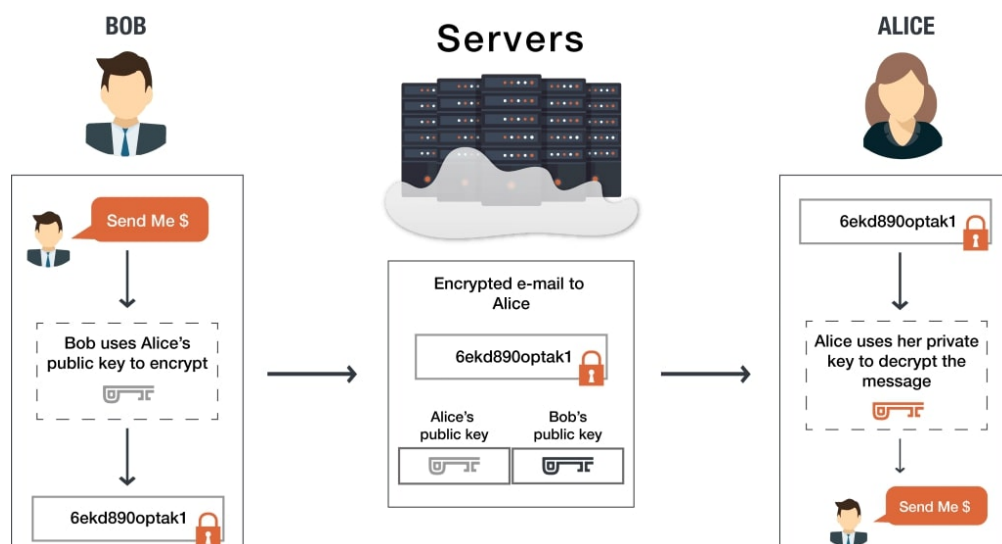 BOB
Servers
ALICE
Send Me $
Bob uses Alice's
public key to encrypt
6ekd890optak1
Encrypted e-mail to
Alice
6ekd890optak1
Alice's
public key
Bob's
public key
6ekd890optak1
Alice uses her private
key to decrypt the
message
Send Me $